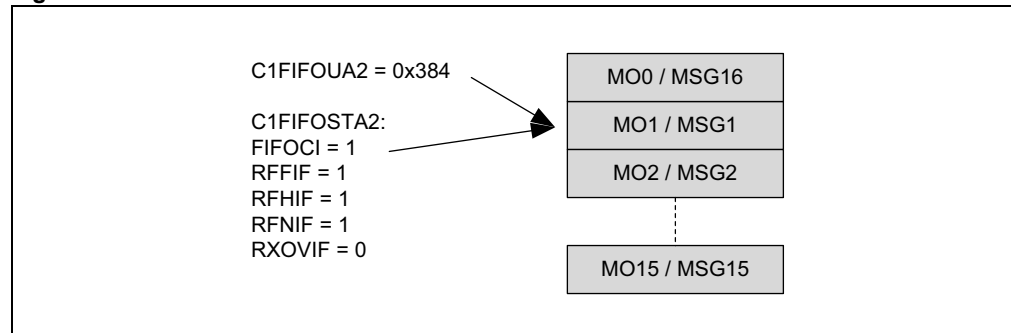 C1FIFOUA2 = 0x384
C1FIFOSTA2:
FIFOCI = 1
RFFIF = 1
RFHIF = 1
RFNIF = 1
RXOVIF = 0
MO0 / MSG16
MO1 / MSG1
MO2 / MSG2
MO15 / MSG15